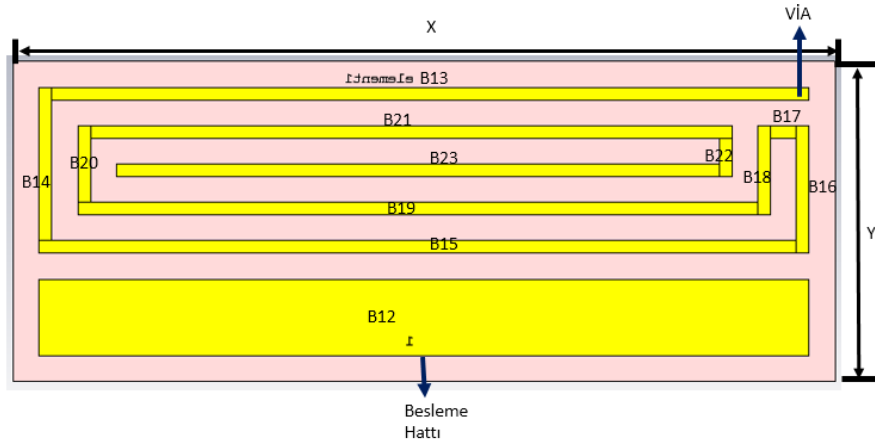 VİA
X
element1 B13
B21
B17
B20
B23
B22
B14
B18
B16
B19
Y
B15
B12
1
Besleme
Hattı